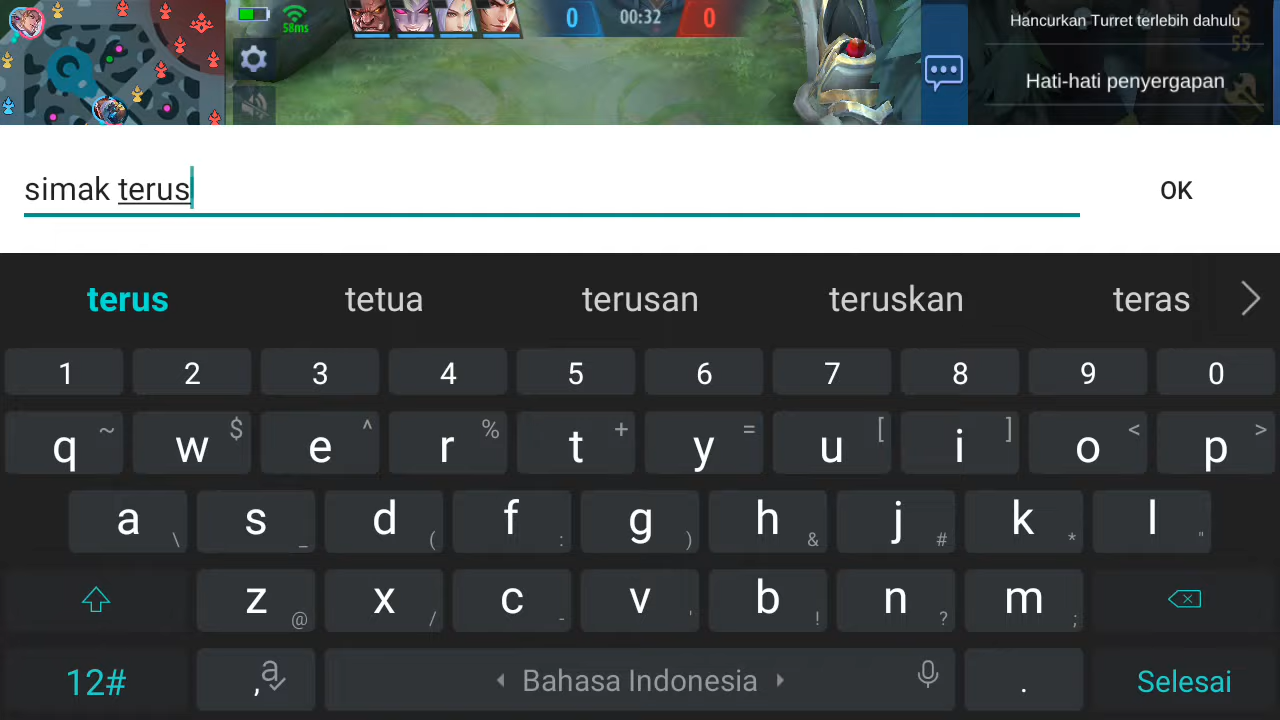 58ms
0
00:32
0
Hancurkan Turret terlebih dahulu
$
55
Hati-hati penyergapan
simak terus
OK
terus tetua terusan teruskan teras
1 2 3 4 5 6 7 8 9 0
q ~ w $ e ^ r % t + y = u [ i ] o < p >
a \ s _ d ( f : g ) h & j # k * l "
z @ x / c - v ' b ! n ? m ;
12# , a Bahasa Indonesia . Selesai